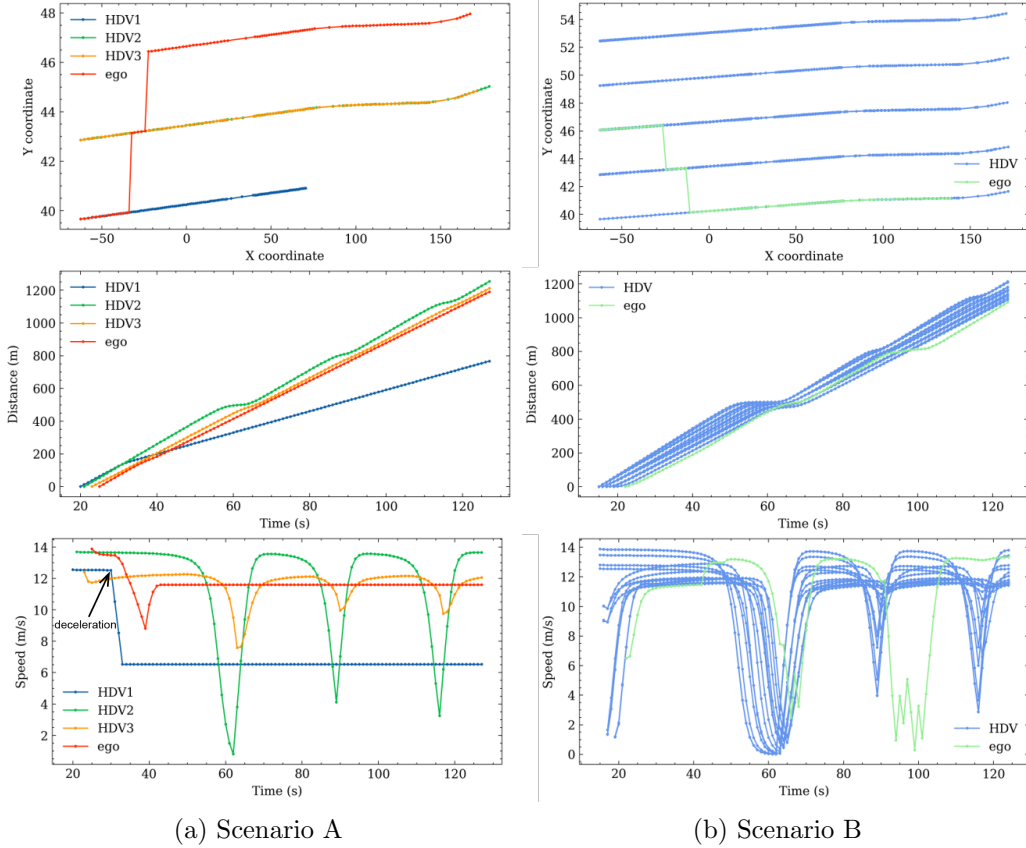 HDV1
HDV2
HDV3
ego
48
46
44
42
40
Y coordinate
−50
0
50
100
150
X coordinate
54
52
50
48
46
44
42
40
Y coordinate
HDV
ego
−50
0
50
100
150
X coordinate
HDV1
HDV2
HDV3
ego
1200
1000
800
600
400
200
0
Distance (m)
20
40
60
80
100
120
Time (s)
HDV
ego
1200
1000
800
600
400
200
0
Distance (m)
20
40
60
80
100
120
Time (s)
14
12
10
8
6
4
2
Speed (m/s)
deceleration
HDV1
HDV2
HDV3
ego
20
40
60
80
100
120
Time (s)
14
12
10
8
6
4
2
0
Speed (m/s)
HDV
ego
20
40
60
80
100
120
Time (s)
(a) Scenario A
(b) Scenario B